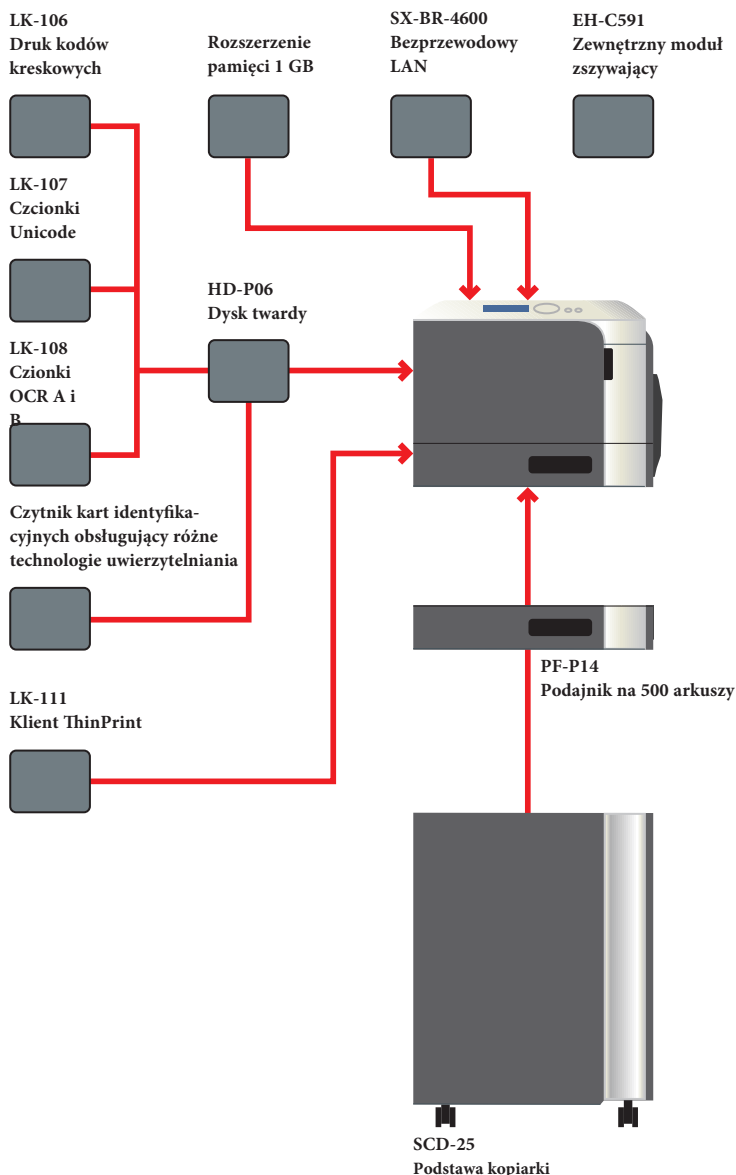 LK-106
Druk kodów
kreskowych
Rozszerzenie
pamięci 1 GB
SX-BR-4600
Bezprzewodowy
LAN
EH-C591
Zewnętrzny moduł
zszywający
LK-107
Czcionki
Unicode
HD-P06
Dysk twardy
LK-108
Czionki
OCR A i
B
Czytnik kart identyfika-
cyjnych obsługujący różne
technologie uwierzytelniania
PF-P14
Podajnik na 500 arkuszy
LK-111
Klient ThinPrint
SCD-25
Podstawa kopiarki